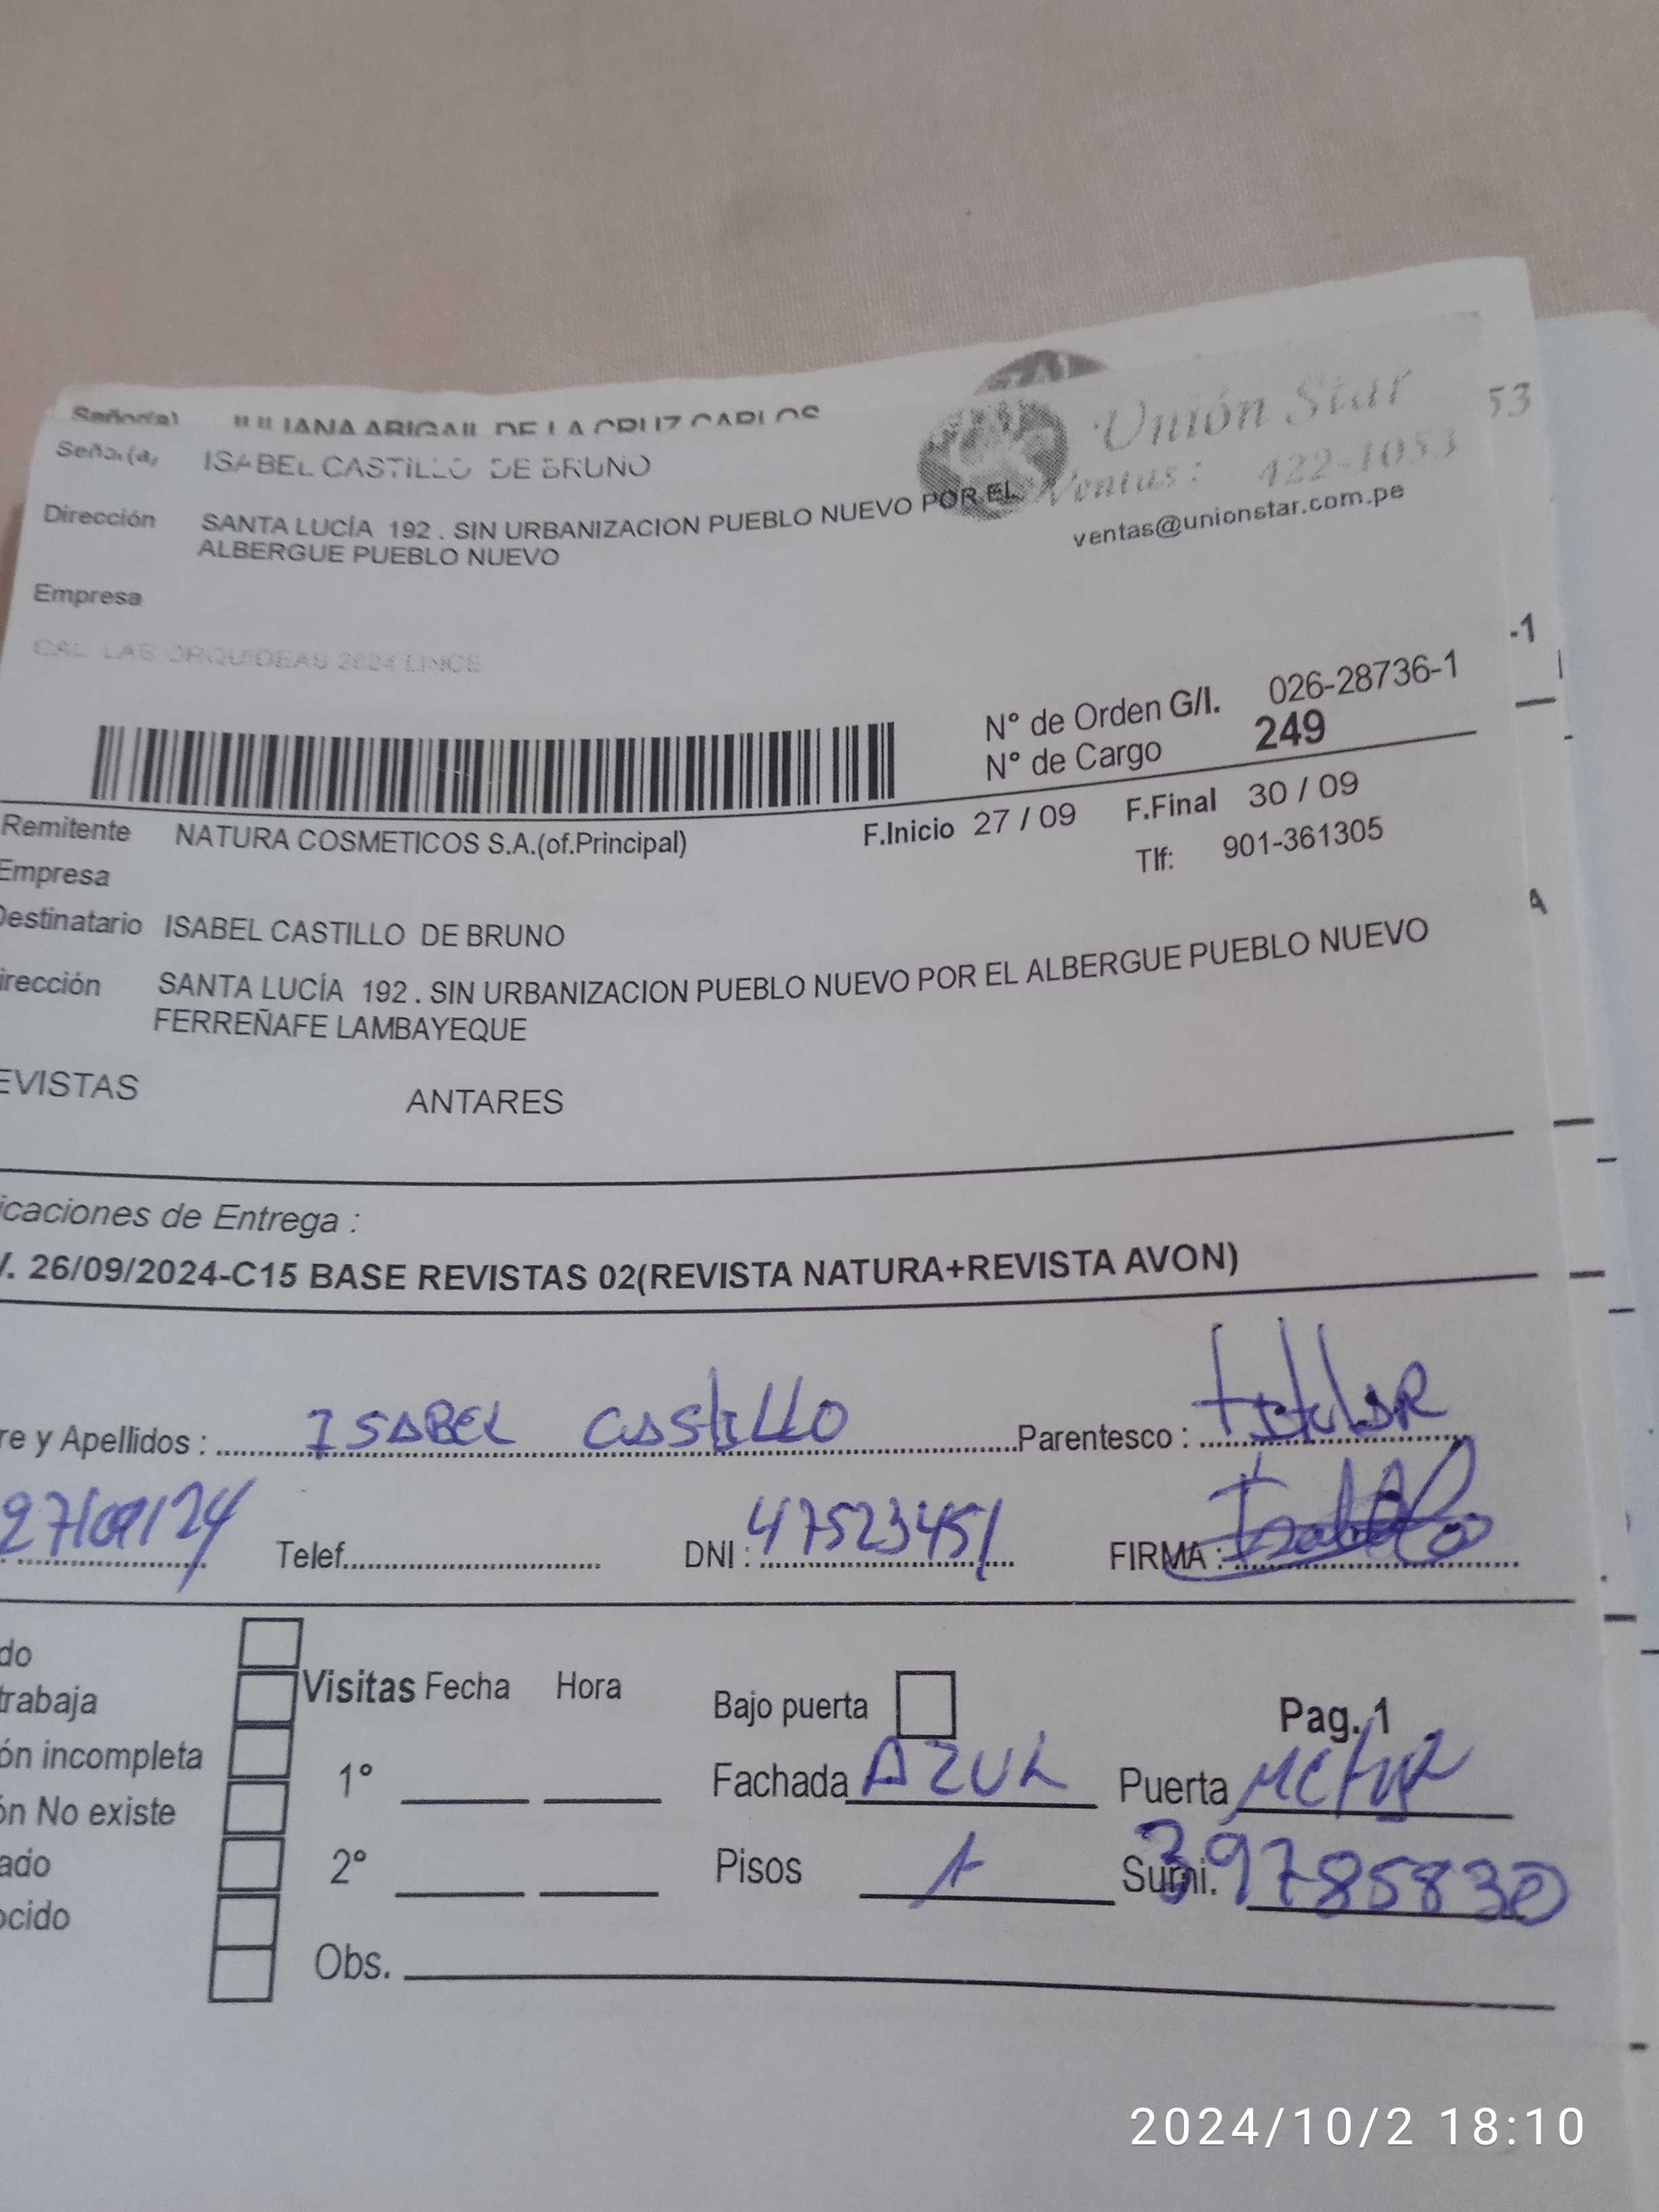 Señor(a) JULIANA ABIGAIL DE LA CRUZ CARLOS
53
Señor(a) ISABEL CASTILLO DE BRUNO
Unión Star
Ventas : 422-1053
ventas@unionstar.com.pe
Dirección SANTA LUCÍA 192 . SIN URBANIZACION PUEBLO NUEVO POR EL
ALBERGUE PUEBLO NUEVO
Empresa
CAL. LAS ORQUIDEAS 2624 LINCE
-1
N° de Orden G/I. 026-28736-1
N° de Cargo 249
Remitente NATURA COSMETICOS S.A.(of.Principal) F.Inicio 27 / 09 F.Final 30 / 09
Empresa Tlf: 901-361305
Destinatario ISABEL CASTILLO DE BRUNO
irección SANTA LUCÍA 192 . SIN URBANIZACION PUEBLO NUEVO POR EL ALBERGUE PUEBLO NUEVO
FERREÑAFE LAMBAYEQUE
A
EVISTAS ANTARES
icaciones de Entrega :
V. 26/09/2024-C15 BASE REVISTAS 02(REVISTA NATURA+REVISTA AVON)
re y Apellidos : ISABEL CASTILLO Parentesco : titular
27/09/24 Telef. DNI : 47523451 FIRMA :
do
trabaja Visitas Fecha Hora Bajo puerta Pag. 1
ón incompleta 1° Fachada AZUL Puerta
ón No existe
ado 2° Pisos 1 Sumi. 39785830
ocido
Obs.
2024/10/2 18:10